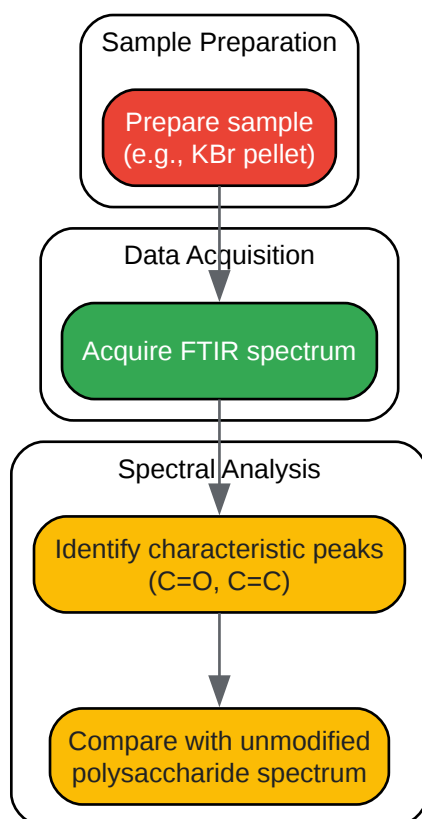 Sample Preparation
Prepare sample
(e.g., KBr pellet)
Data Acquisition
Acquire FTIR spectrum
Spectral Analysis
Identify characteristic peaks
(C=O, C=C)
Compare with unmodified
polysaccharide spectrum